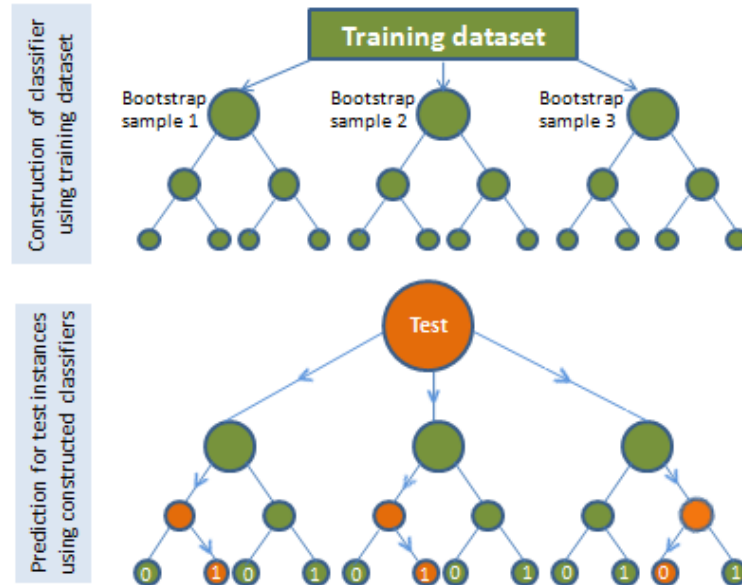 Construction of classifier
using training dataset
Training dataset
Bootstrap
sample 1
Bootstrap
sample 2
Bootstrap
sample 3
Prediction for test instances
using constructed classifiers
Test
0 1 0 1 0 1 0 1 0 1 0 1